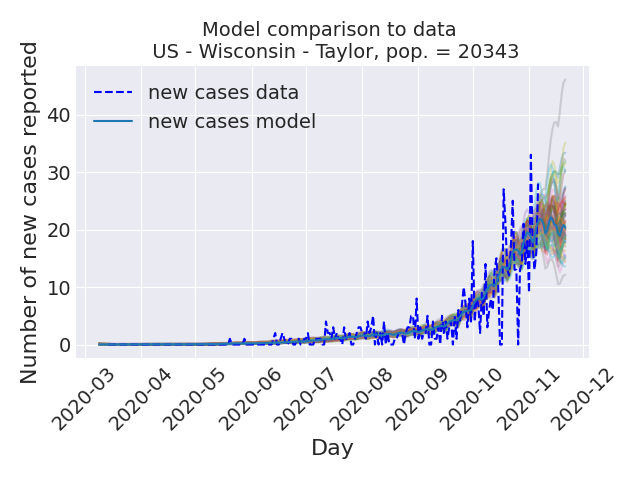 Model comparison to data
US - Wisconsin - Taylor, pop. = 20343
Number of new cases reported
new cases data
new cases model
40
30
20
10
0
2020-03
2020-04
2020-05
2020-06
2020-07
2020-08
2020-09
2020-10
2020-11
2020-12
Day